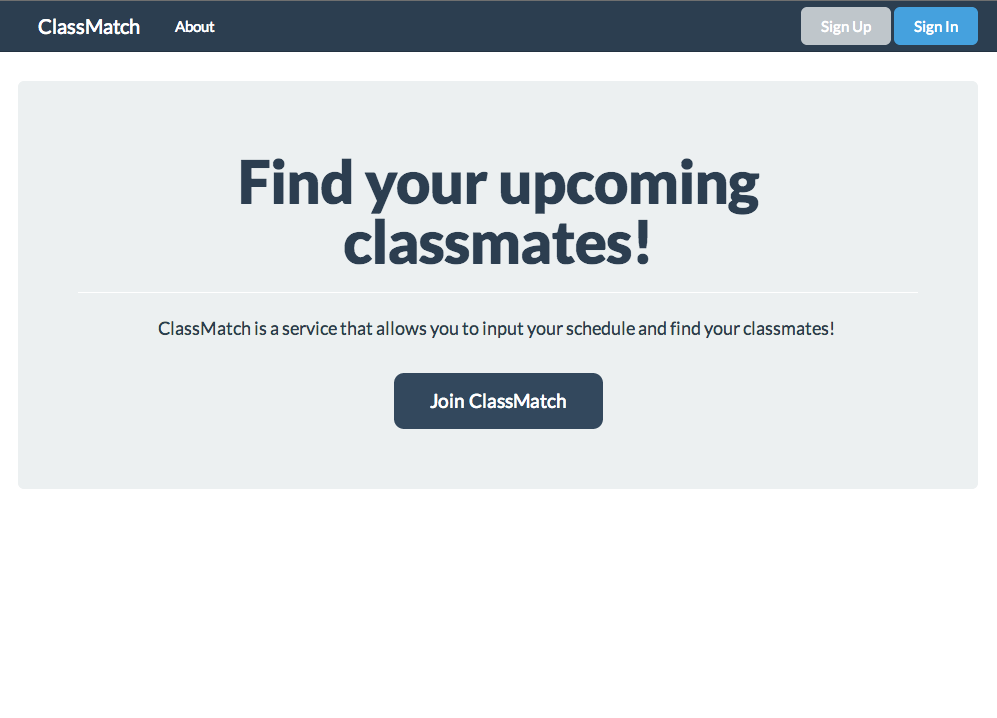 ClassMatch About Sign Up Sign In
Find your upcoming
classmates!
ClassMatch is a service that allows you to input your schedule and find your classmates!
Join ClassMatch